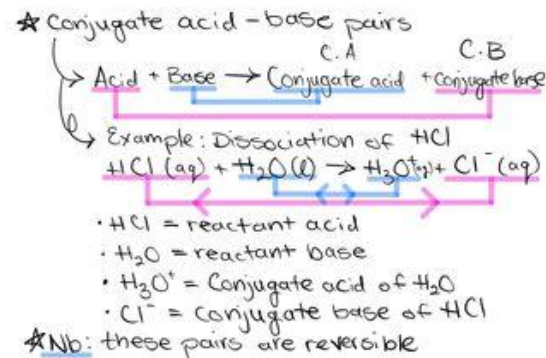 ★ Conjugate acid-base pairs
C.A C.B
Acid + Base → Conjugate acid + Conjugate base
Example: Dissociation of HCl
HCl (aq) + H₂O (l) → H₃O⁺(aq) + Cl⁻ (aq)
• HCl = reactant acid
• H₂O = reactant base
• H₃O⁺ = Conjugate acid of H₂O
• Cl⁻ = Conjugate base of HCl
★ Nb: these pairs are reversible